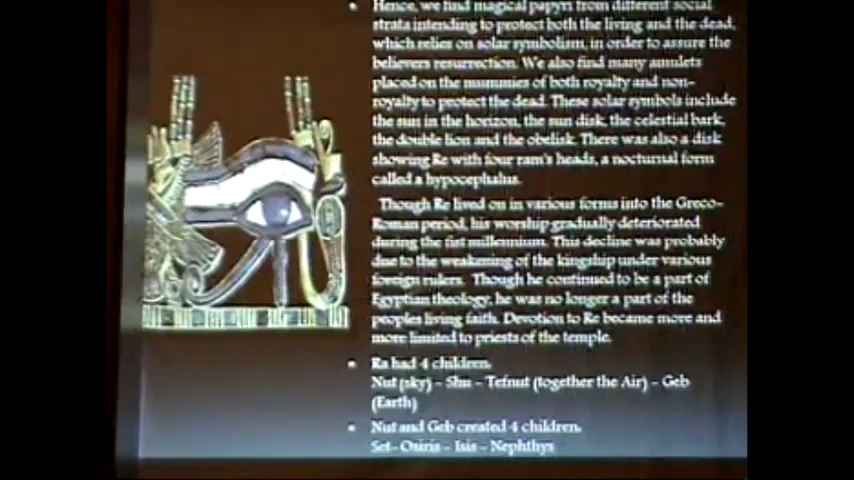 Hence, we find magical papyri from different social
strata intending to protect both the living and the dead,
which relies on solar symbolism, in order to assure the
believers resurrection. We also find many amulets
placed on the mummies of both royalty and non-
royalty to protect the dead. These solar symbols include
the sun in the horizon, the sun disk, the celestial bark,
the double lion and the obelisk. There was also a disk
showing Re with four ram's heads, a nocturnal form
called a hypocephalus.
Though Re lived on in various forms into the Greco-
Roman period, his worship gradually deteriorated
during the fist millennium. This decline was probably
due to the weakening of the kingship under various
foreign rulers. Though he continued to be a part of
Egyptian theology, he was no longer a part of the
peoples living faith. Devotion to Re became more and
more limited to priests of the temple.
Ra had 4 children.
Nut (sky) - Shu - Tefnut (together the Air) - Geb
(Earth)
Nut and Geb created 4 children.
Set- Osiris - Isis - Nephthys